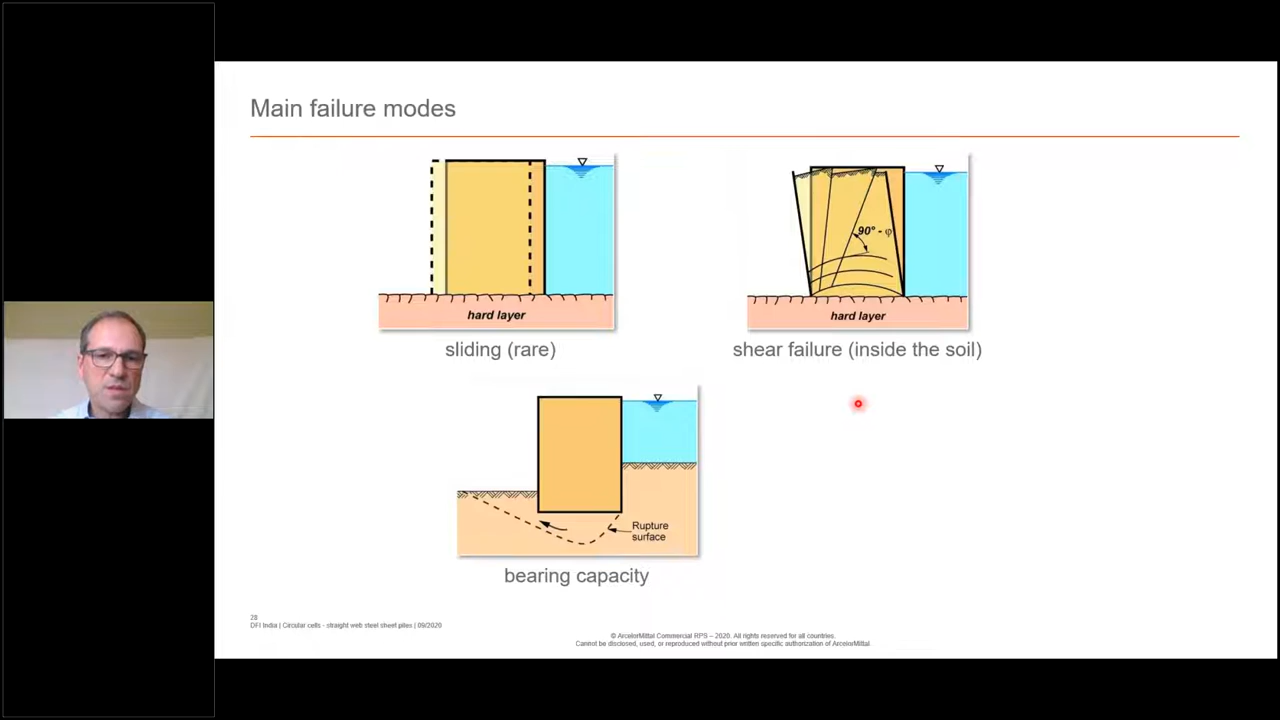 Main failure modes
hard layer
sliding (rare)
90° - φ
hard layer
shear failure (inside the soil)
Rupture
surface
bearing capacity
28
DFI India | Circular cells - straight web steel sheet piles | 09/2020
© ArcelorMittal Commercial RPS – 2020. All rights reserved for all countries.
Cannot be disclosed, used, or reproduced without prior written specific authorization of ArcelorMittal